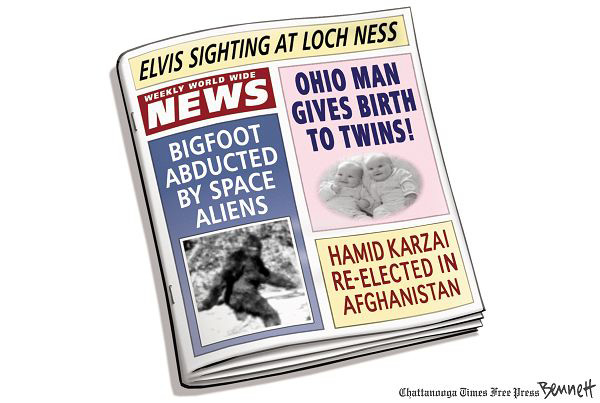 ELVIS SIGHTING AT LOCH NESS
WEEKLY WORLD WIDE
NEWS
BIGFOOT
ABDUCTED
BY SPACE
ALIENS
OHIO MAN
GIVES BIRTH
TO TWINS!
HAMID KARZAI
RE-ELECTED IN
AFGHANISTAN
Chattanooga Times Free Press Bennett